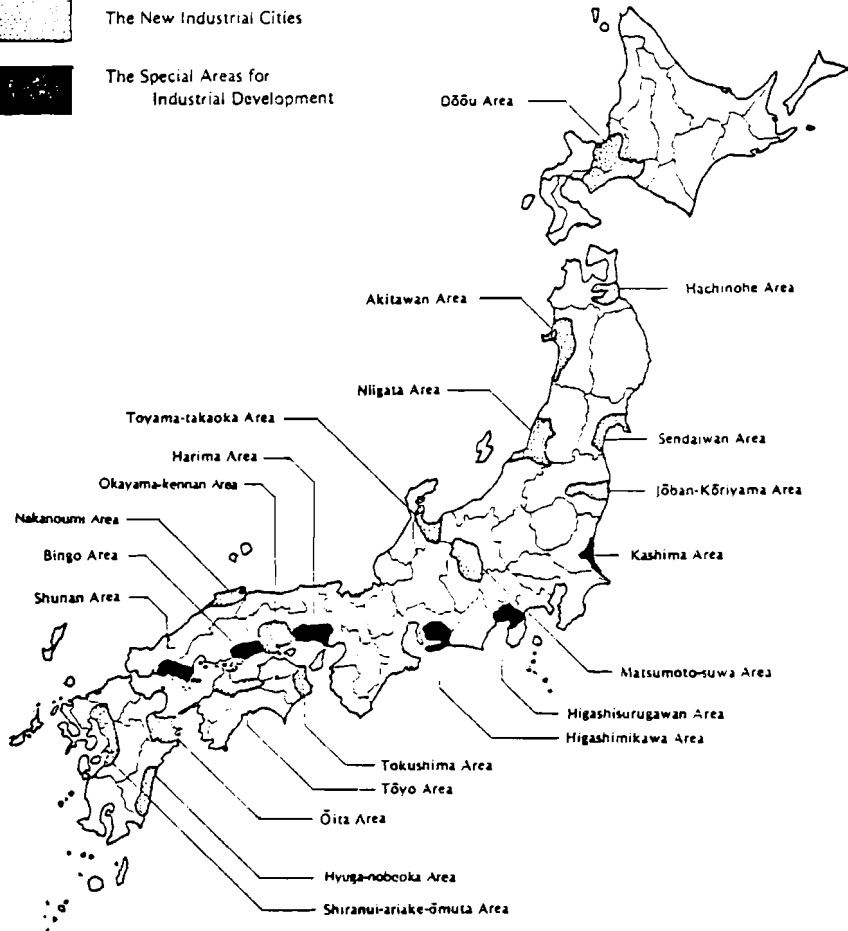 The New Industrial Cities
The Special Areas for
Industrial Development
Dōōu Area
Hachinohe Area
Akitawan Area
Niigata Area
Toyama-takaoka Area
Sendaiwan Area
Harima Area
Okayama-kennan Area
Jōban-Kōriyama Area
Nakanoumi Area
Bingo Area
Kashima Area
Shunan Area
Matsumoto-suwa Area
Higashisurugawan Area
Higashimikawa Area
Tokushima Area
Tōyo Area
Ōita Area
Hyuga-nobeoka Area
Shiranui-ariake-ōmuta Area